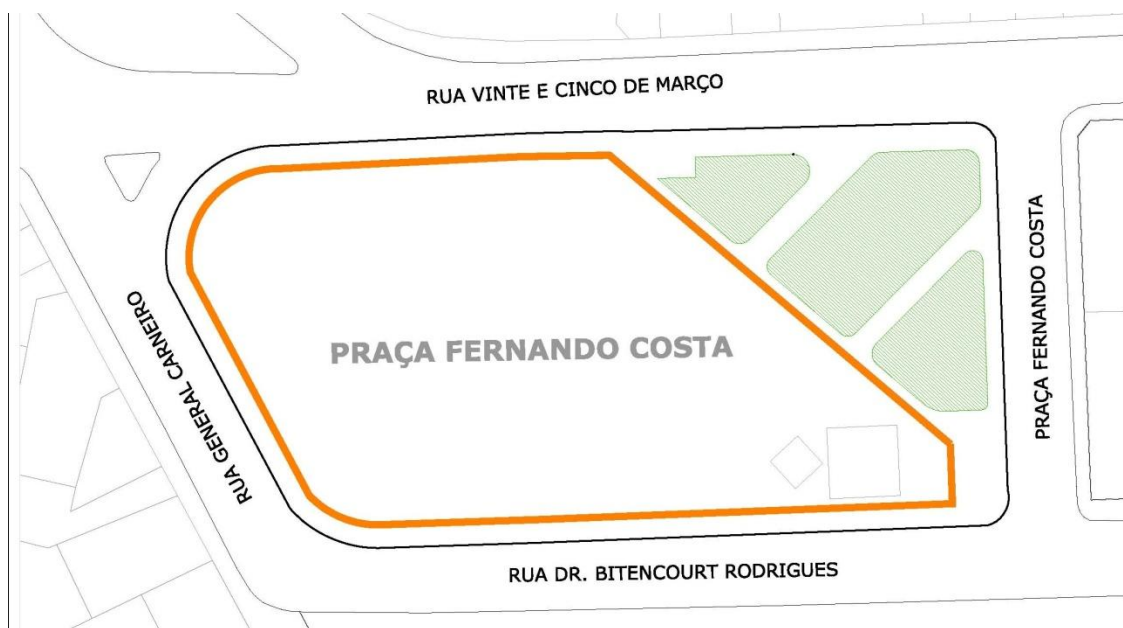 RUA VINTE E CINCO DE MARÇO
PRAÇA FERNANDO COSTA
RUA GENERAL CARNEIRO
PRAÇA FERNANDO COSTA
RUA DR. BITENCOURT RODRIGUES